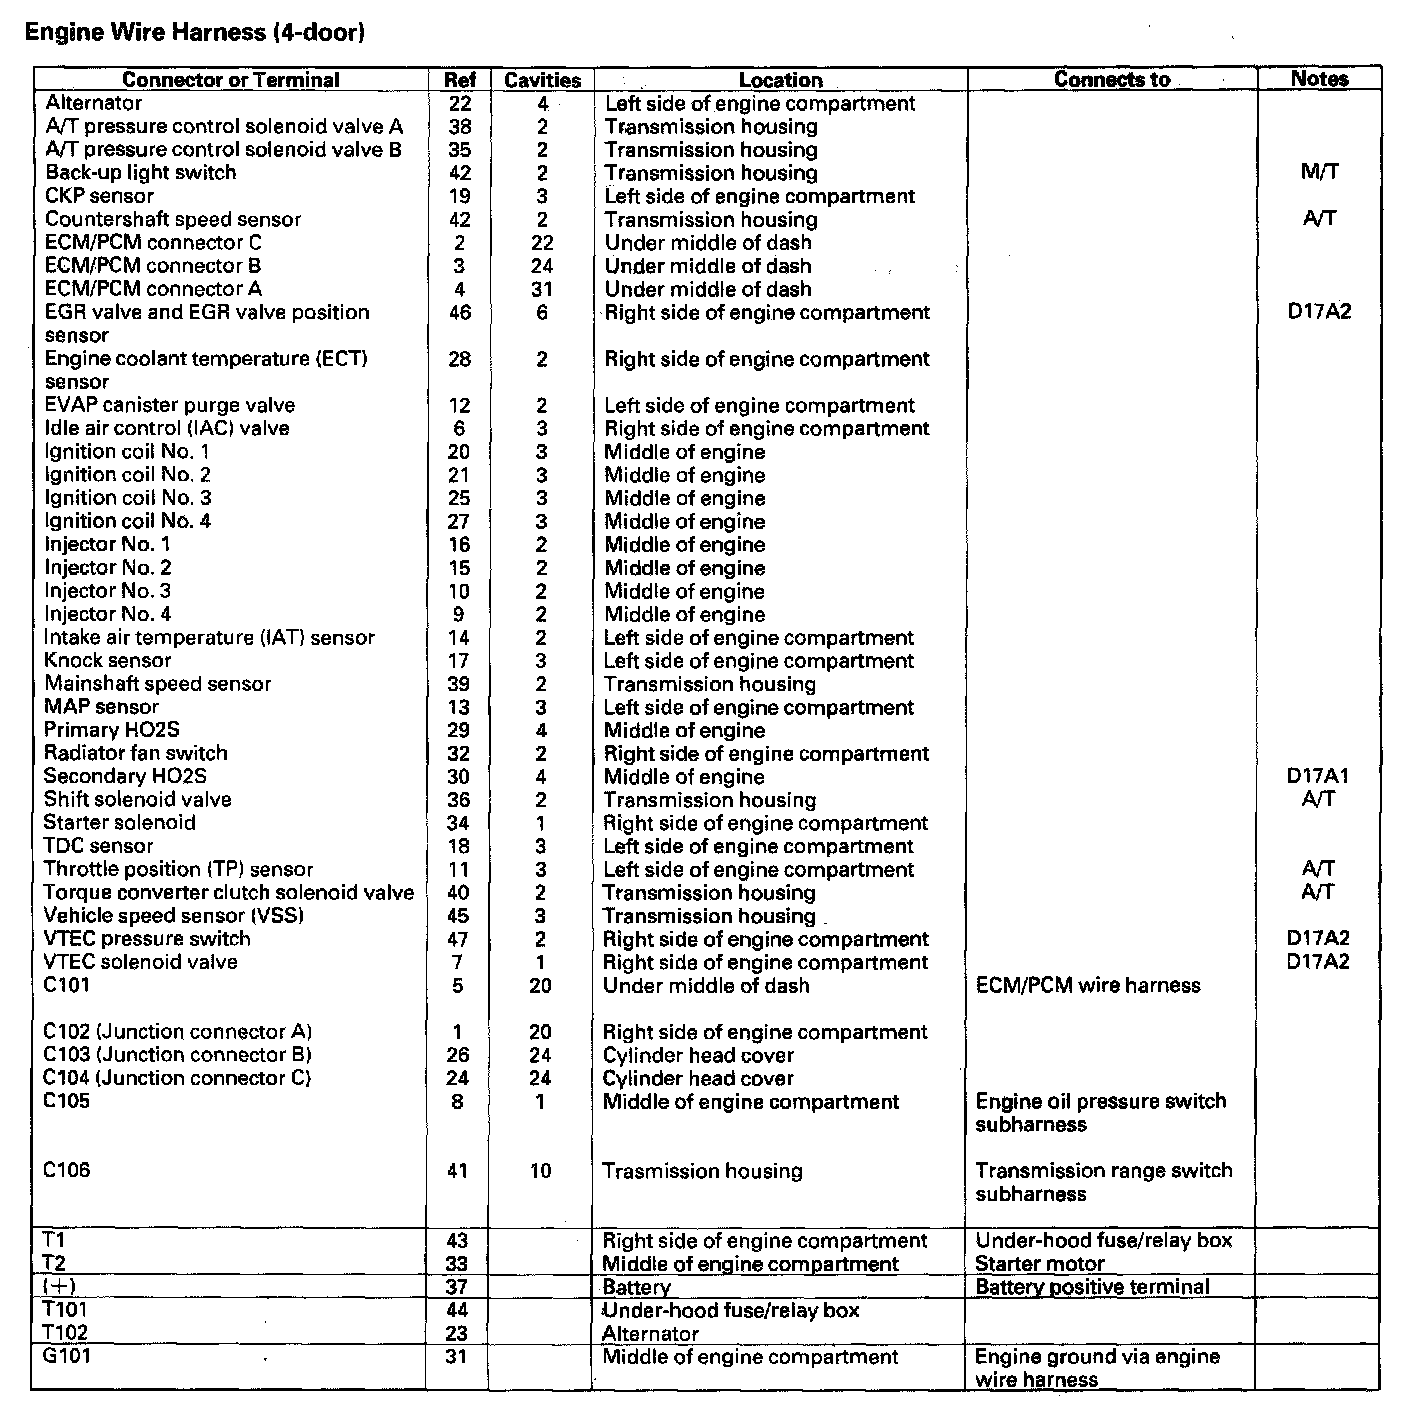 Engine Wire Harness (4-door)
Connector or Terminal Ref Cavities Location Connects to Notes
Alternator 22 4 Left side of engine compartment
A/T pressure control solenoid valve A 38 2 Transmission housing
A/T pressure control solenoid valve B 35 2 Transmission housing
Back-up light switch 42 2 Transmission housing M/T
CKP sensor 19 3 Left side of engine compartment
Countershaft speed sensor 42 2 Transmission housing A/T
ECM/PCM connector C 2 22 Under middle of dash
ECM/PCM connector B 3 24 Under middle of dash
ECM/PCM connector A 4 31 Under middle of dash
EGR valve and EGR valve position 46 6 Right side of engine compartment D17A2
sensor
Engine coolant temperature (ECT) 28 2 Right side of engine compartment
sensor
EVAP canister purge valve 12 2 Left side of engine compartment
Idle air control (IAC) valve 6 3 Right side of engine compartment
Ignition coil No. 1 20 3 Middle of engine
Ignition coil No. 2 21 3 Middle of engine
Ignition coil No. 3 25 3 Middle of engine
Ignition coil No. 4 27 3 Middle of engine
Injector No. 1 16 2 Middle of engine
Injector No. 2 15 2 Middle of engine
Injector No. 3 10 2 Middle of engine
Injector No. 4 9 2 Middle of engine
Intake air temperature (IAT) sensor 14 2 Left side of engine compartment
Knock sensor 17 3 Left side of engine compartment
Mainshaft speed sensor 39 2 Transmission housing
MAP sensor 13 3 Left side of engine compartment
Primary HO2S 29 4 Middle of engine
Radiator fan switch 32 2 Right side of engine compartment
Secondary HO2S 30 4 Middle of engine D17A1
Shift solenoid valve 36 2 Transmission housing A/T
Starter solenoid 34 1 Right side of engine compartment
TDC sensor 18 3 Left side of engine compartment
Throttle position (TP) sensor 11 3 Left side of engine compartment A/T
Torque converter clutch solenoid valve 40 2 Transmission housing A/T
Vehicle speed sensor (VSS) 45 3 Transmission housing
VTEC pressure switch 47 2 Right side of engine compartment D17A2
VTEC solenoid valve 7 1 Right side of engine compartment D17A2
C101 5 20 Under middle of dash ECM/PCM wire harness
C102 (Junction connector A) 1 20 Right side of engine compartment
C103 (Junction connector B) 26 24 Cylinder head cover
C104 (Junction connector C) 24 24 Cylinder head cover
C105 8 1 Middle of engine compartment Engine oil pressure switch
subharness
C106 41 10 Trasmission housing Transmission range switch
subharness
T1 43 Right side of engine compartment Under-hood fuse/relay box
T2 33 Middle of engine compartment Starter motor
(+) 37 Battery Battery positive terminal
T101 44 Under-hood fuse/relay box
T102 23 Alternator
G101 31 Middle of engine compartment Engine ground via engine
wire harness